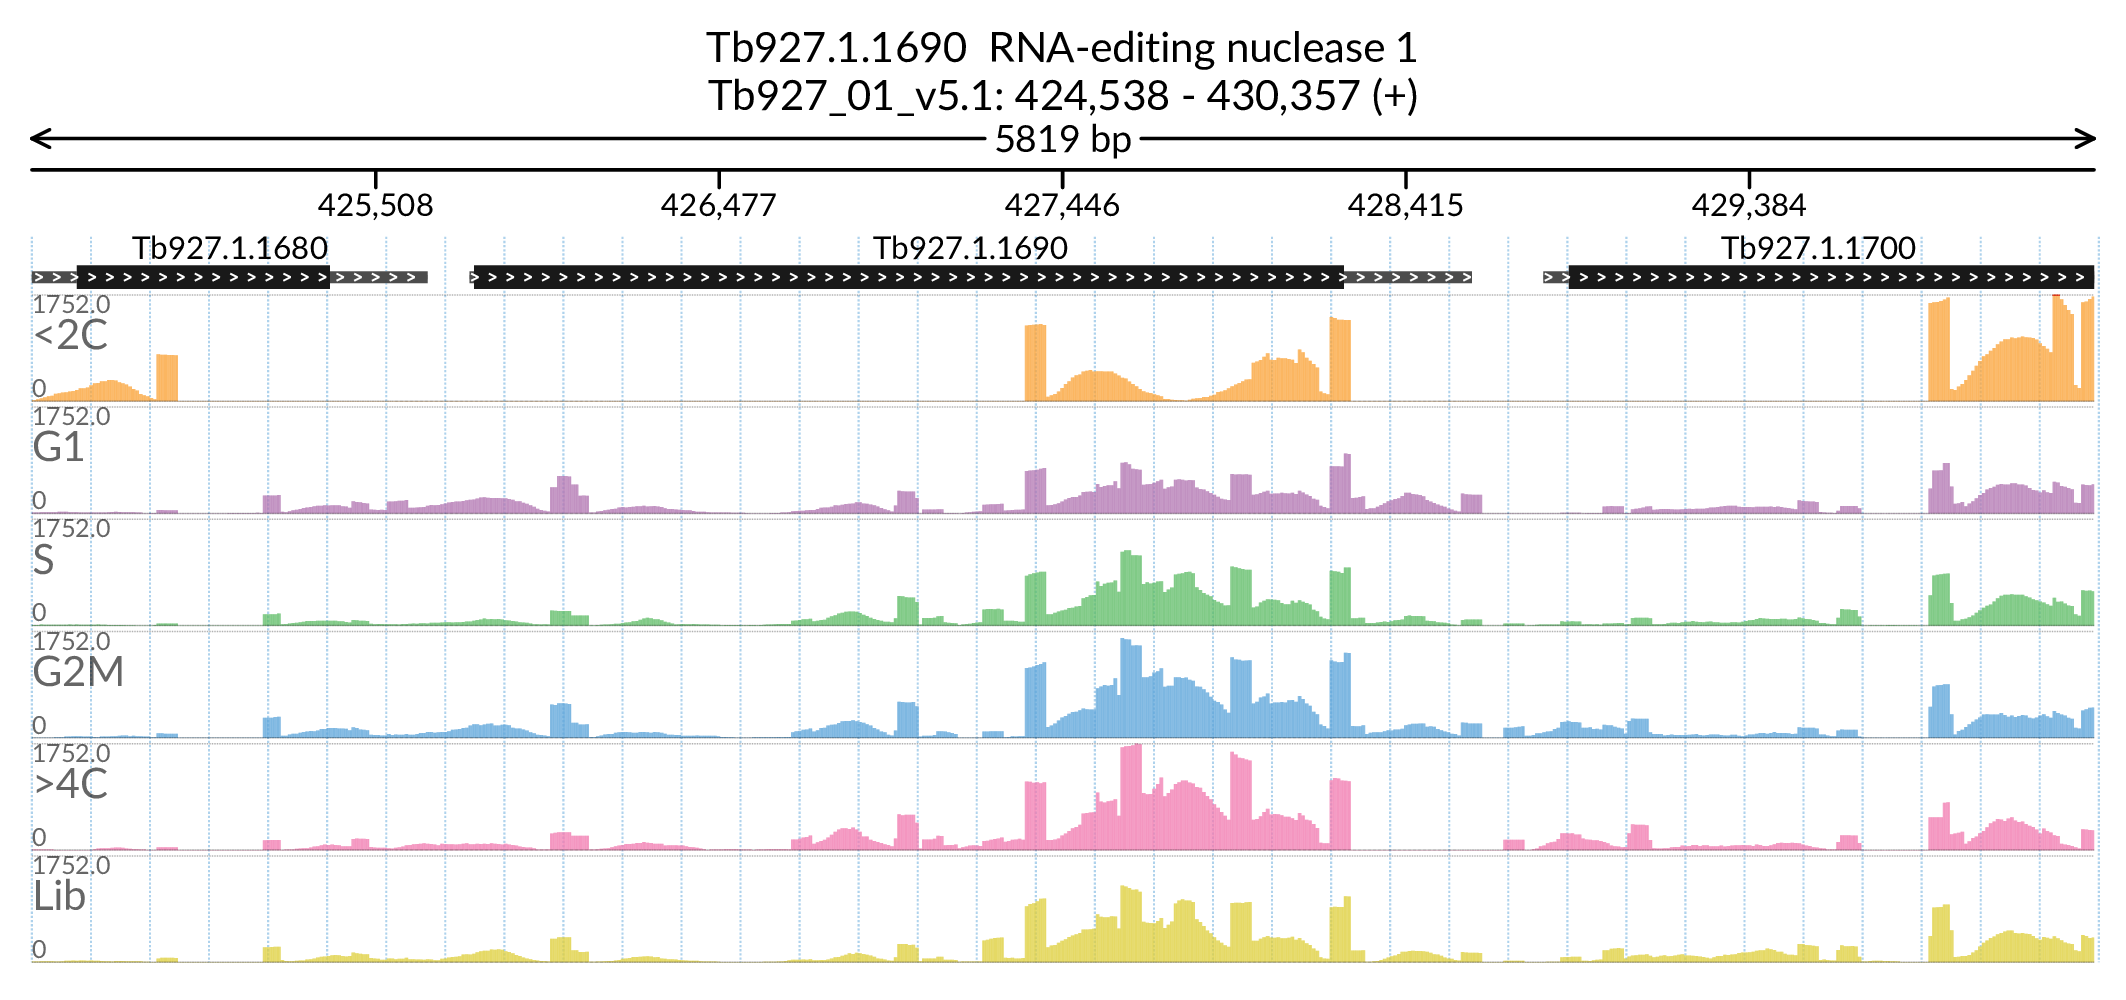 Tb927.1.1690  RNA-editing nuclease 1
Tb927_01_v5.1: 424,538 - 430,357 (+)
5819 bp
425,508 426,477 427,446 428,415 429,384
Tb927.1.1680 Tb927.1.1690 Tb927.1.1700
1752.0
<2C
0
1752.0
G1
0
1752.0
S
0
1752.0
G2M
0
1752.0
>4C
0
1752.0
Lib
0